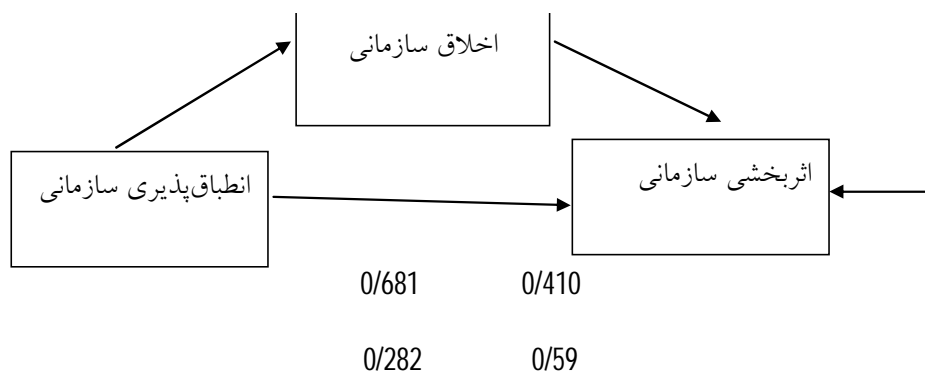 اخلاق سازمانی
انطباق‌پذیری سازمانی
اثربخشی سازمانی
0/681 0/410
0/282 0/59